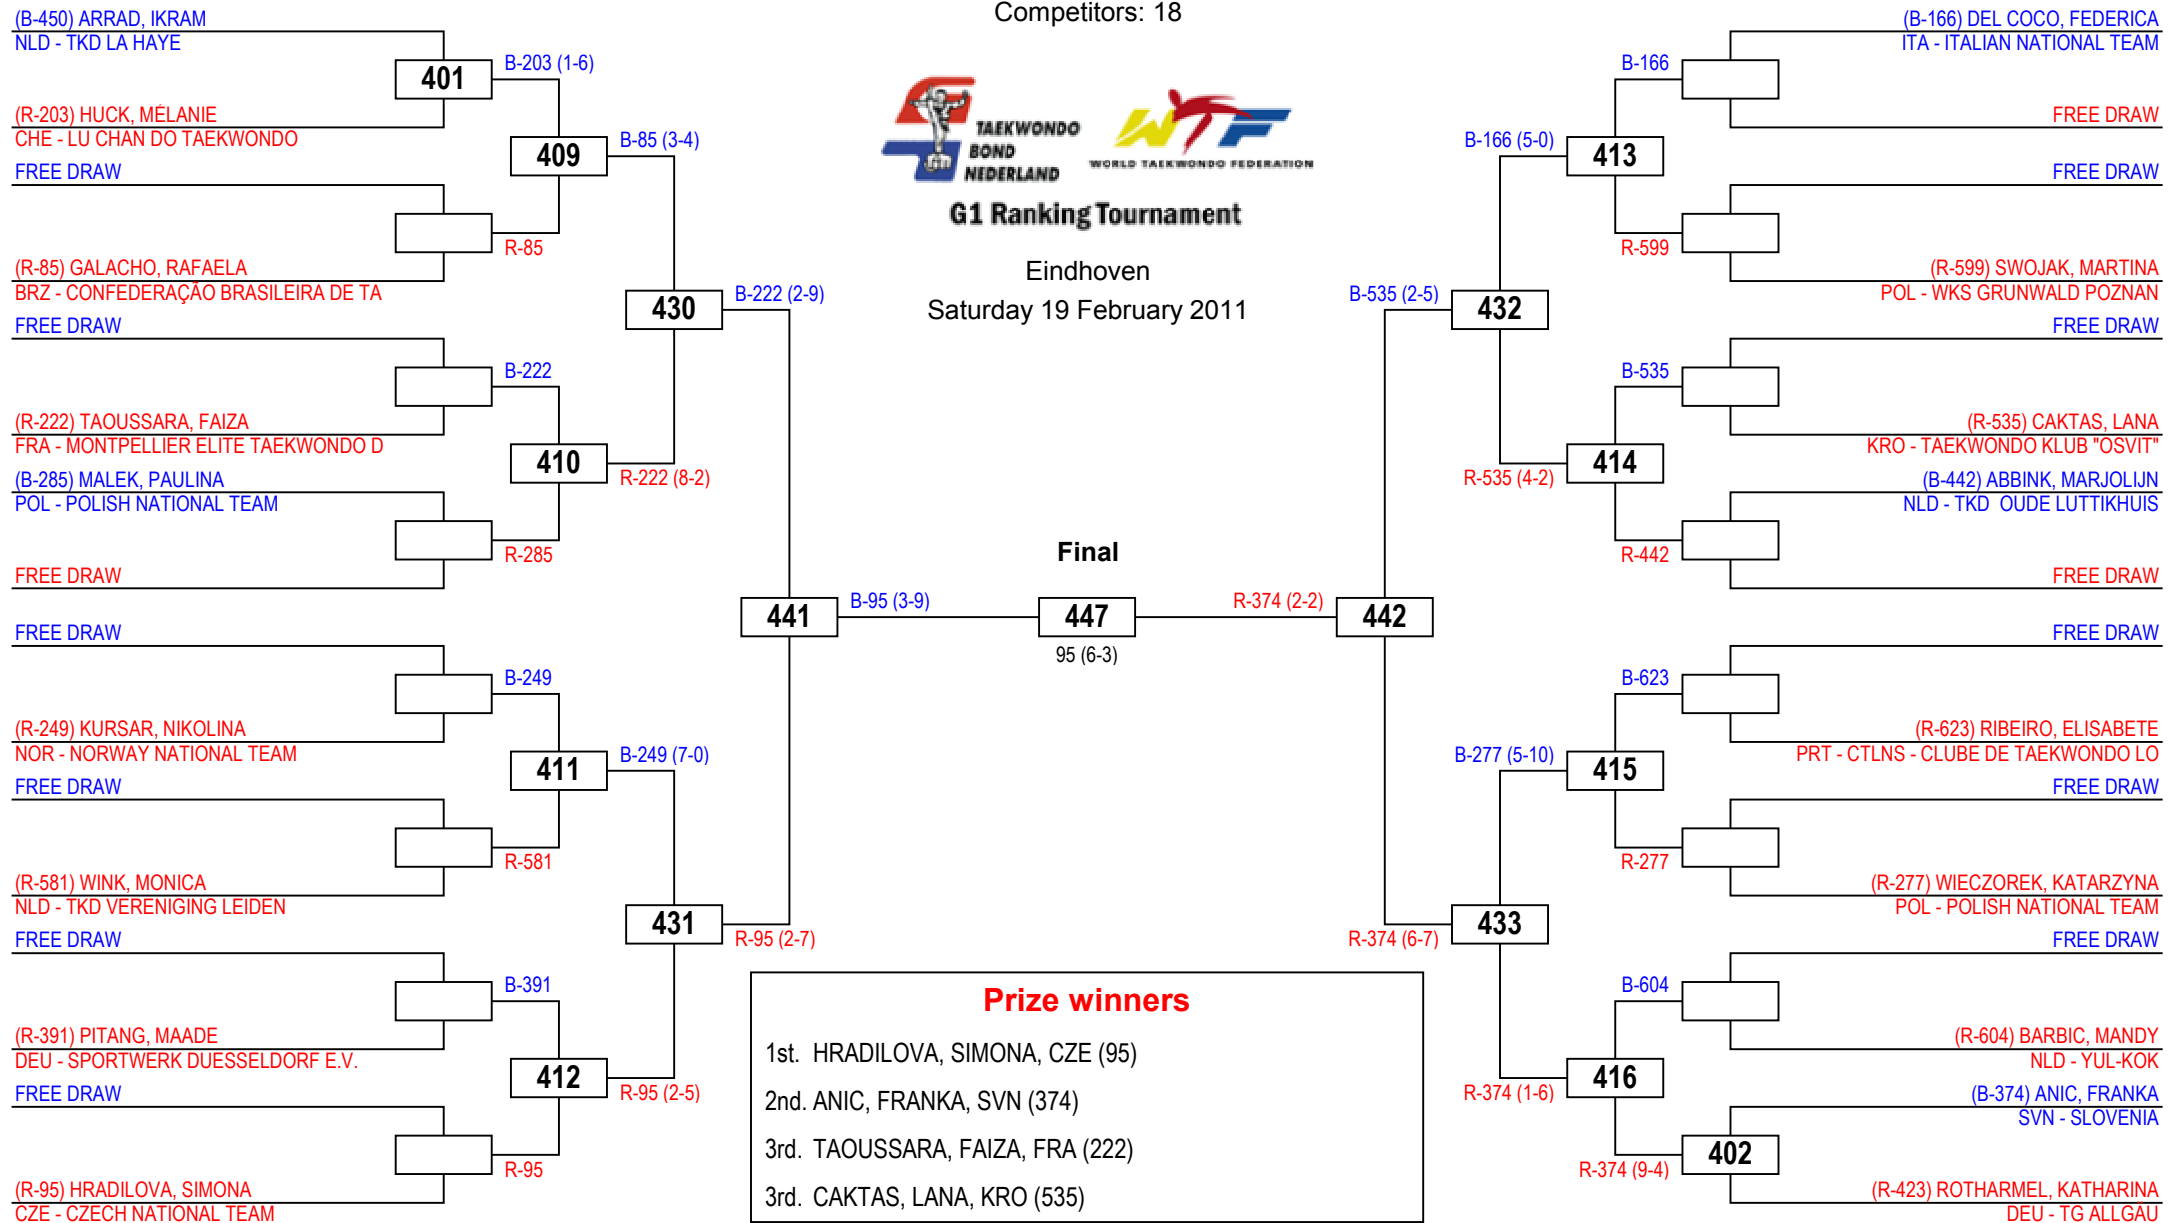 Competitors: 18
TAEKWONDO
BOND
NEDERLAND
WTF
WORLD TAEKWONDO FEDERATION
G1 Ranking Tournament
Eindhoven
Saturday 19 February 2011
(B-450) ARRAD, IKRAM
NLD - TKD LA HAYE
401
B-203 (1-6)
(R-203) HUCK, MÉLANIE
CHE - LU CHAN DO TAEKWONDO
409
B-85 (3-4)
FREE DRAW
R-85
(R-85) GALACHO, RAFAELA
BRZ - CONFEDERAÇÃO BRASILEIRA DE TA
430
B-222 (2-9)
FREE DRAW
B-222
(R-222) TAOUSSARA, FAIZA
FRA - MONTPELLIER ELITE TAEKWONDO D
410
R-222 (8-2)
(B-285) MALEK, PAULINA
POL - POLISH NATIONAL TEAM
R-285
FREE DRAW
441
B-95 (3-9)
FREE DRAW
B-249
(R-249) KURSAR, NIKOLINA
NOR - NORWAY NATIONAL TEAM
411
B-249 (7-0)
FREE DRAW
R-581
(R-581) WINK, MONICA
NLD - TKD VERENIGING LEIDEN
431
R-95 (2-7)
FREE DRAW
B-391
(R-391) PITANG, MAADE
DEU - SPORTWERK DUESSELDORF E.V.
412
R-95 (2-5)
FREE DRAW
R-95
(R-95) HRADILOVA, SIMONA
CZE - CZECH NATIONAL TEAM
Final
447
95 (6-3)
(B-166) DEL COCO, FEDERICA
ITA - ITALIAN NATIONAL TEAM
B-166
FREE DRAW
B-166 (5-0)
413
FREE DRAW
R-599
(R-599) SWOJAK, MARTINA
POL - WKS GRUNWALD POZNAN
B-535 (2-5)
432
FREE DRAW
B-535
(R-535) CAKTAS, LANA
KRO - TAEKWONDO KLUB "OSVIT"
R-535 (4-2)
414
(B-442) ABBINK, MARJOLIJN
NLD - TKD  OUDE LUTTIKHUIS
R-442
FREE DRAW
R-374 (2-2)
442
FREE DRAW
B-623
(R-623) RIBEIRO, ELISABETE
PRT - CTLNS - CLUBE DE TAEKWONDO LO
B-277 (5-10)
415
FREE DRAW
R-277
(R-277) WIECZOREK, KATARZYNA
POL - POLISH NATIONAL TEAM
R-374 (6-7)
433
FREE DRAW
B-604
(R-604) BARBIC, MANDY
NLD - YUL-KOK
R-374 (1-6)
416
(B-374) ANIC, FRANKA
SVN - SLOVENIA
R-374 (9-4)
402
(R-423) ROTHARMEL, KATHARINA
DEU - TG ALLGÄU
Prize winners
1st. HRADILOVA, SIMONA, CZE (95)
2nd. ANIC, FRANKA, SVN (374)
3rd. TAOUSSARA, FAIZA, FRA (222)
3rd. CAKTAS, LANA, KRO (535)